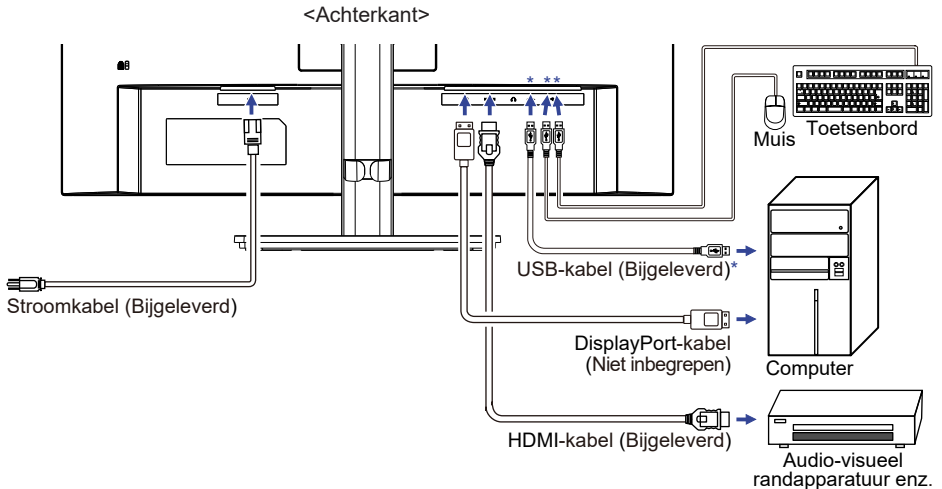 <Achterkant>
* **
Muis
Toetsenbord
USB-kabel (Bijgeleverd)*
Stroomkabel (Bijgeleverd)
DisplayPort-kabel
(Niet inbegrepen)
Computer
HDMI-kabel (Bijgeleverd)
Audio-visueel
randapparatuur enz.